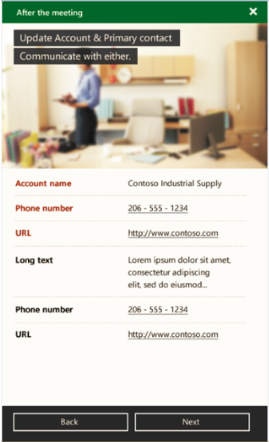 After the meeting
Update Account & Primary contact
Communicate with either.
Account name Contoso Industrial Supply
Phone number 206 - 555 - 1234
URL http://www.contoso.com
Long text Lorem ipsum dolor sit amet,
consectetur adipiscing
elit, sed do eiusmod...
Phone number 206 - 555 - 1234
URL http://www.contoso.com
Back Next